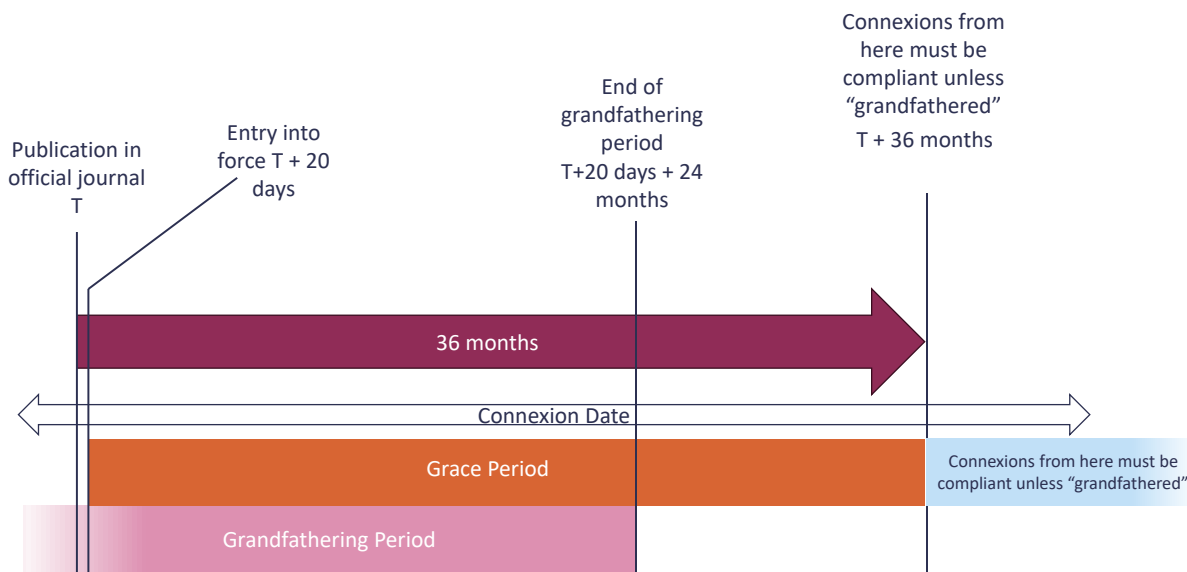 Publication in
official journal
T
Entry into
force T + 20
days
End of
grandfathering
period
T+20 days + 24
months
Connexions from
here must be
compliant unless
“grandfathered”
T + 36 months
36 months
Connexion Date
Grace Period
Connexions from here must be
compliant unless “grandfathered”
Grandfathering Period